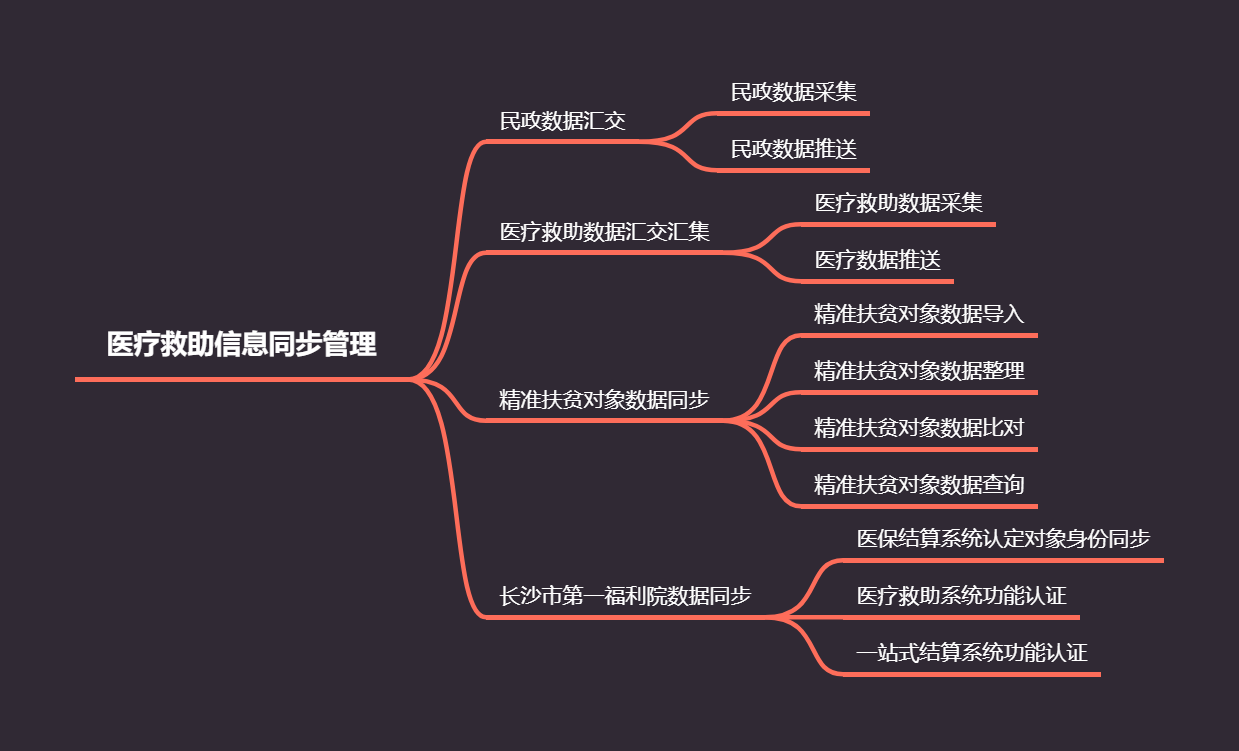 医疗救助信息同步管理
民政数据汇交
民政数据采集
民政数据推送
医疗救助数据汇交汇集
医疗救助数据采集
医疗数据推送
精准扶贫对象数据同步
精准扶贫对象数据导入
精准扶贫对象数据整理
精准扶贫对象数据比对
精准扶贫对象数据查询
长沙市第一福利院数据同步
医保结算系统认定对象身份同步
医疗救助系统功能认证
一站式结算系统功能认证